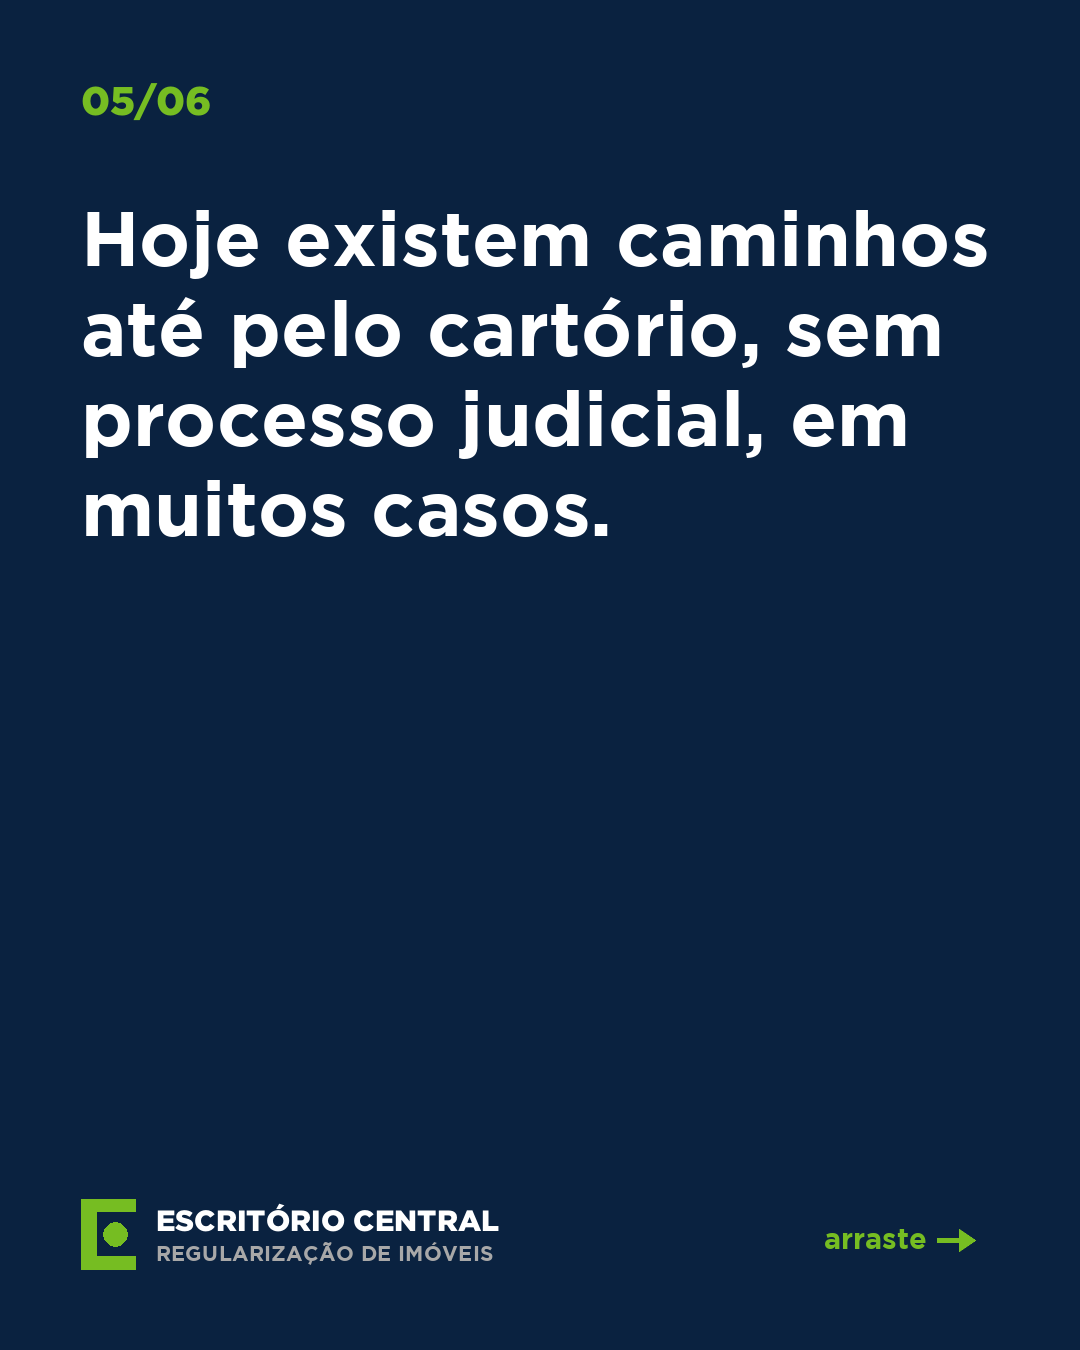 05/06
Hoje existem caminhos
até pelo cartório, sem
processo judicial, em
muitos casos.
ESCRITÓRIO CENTRAL
REGULARIZAÇÃO DE IMÓVEIS
arraste